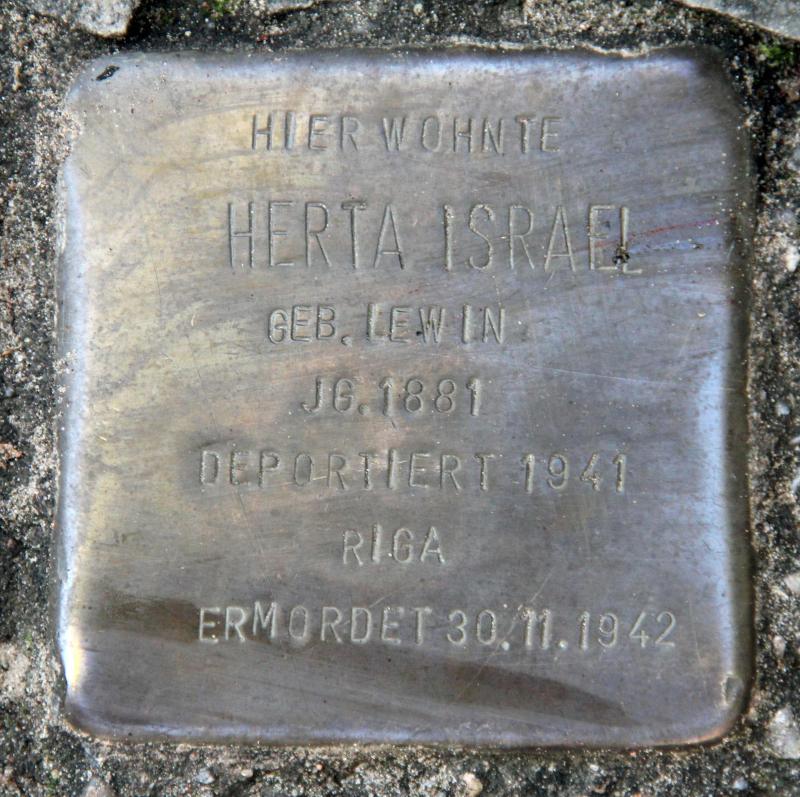 HIER WOHNTE
HERTA ISRAEL
GEB. LEWIN
JG. 1881
DEPORTIERT 1941
RIGA
ERMORDET 30.11.1942